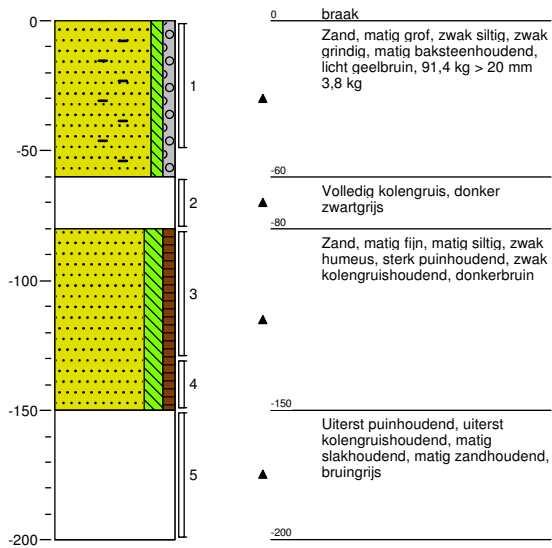 0
-50
-100
-150
-200
1
2
3
4
5
0 braak
Zand, matig grof, zwak siltig, zwak
grindig, matig baksteenhoudend,
licht geelbruin, 91,4 kg > 20 mm
3,8 kg
-60
Volledig kolengruis, donker
zwartgrijs
-80
Zand, matig fijn, matig siltig, zwak
humeus, sterk puinhoudend, zwak
kolengruishoudend, donkerbruin
-150
Uiterst puinhoudend, uiterst
kolengruishoudend, matig
slakhoudend, matig zandhoudend,
bruingrijs
-200